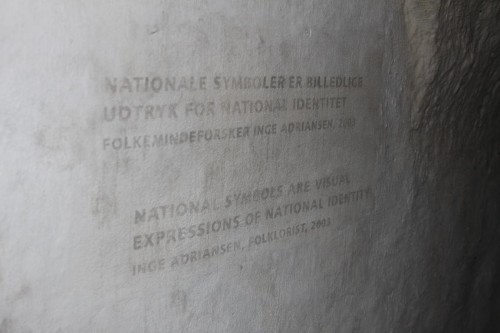 NATIONALE SYMBOLER ER BILLEDLIGE
UDTRYK FOR NATIONAL IDENTITET
FOLKEMINDEFORSKER INGE ADRIANSEN, 2003
NATIONAL SYMBOLS ARE VISUAL
EXPRESSIONS OF NATIONAL IDENTITY
INGE ADRIANSEN, FOLKLORIST, 2003